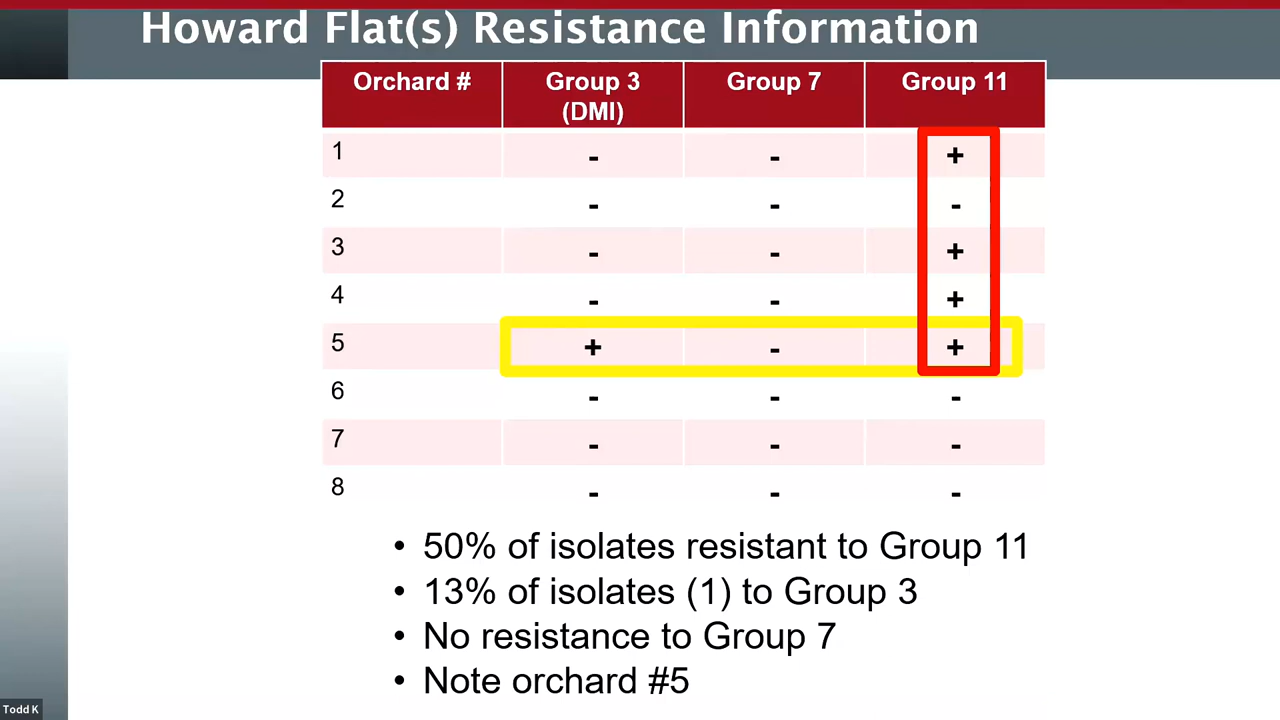 Howard Flat(s) Resistance Information
Orchard # Group 3 (DMI) Group 7 Group 11
1 - - +
2 - - -
3 - - +
4 - - +
5 + - +
6 - - -
7 - - -
8 - - -
• 50% of isolates resistant to Group 11
• 13% of isolates (1) to Group 3
• No resistance to Group 7
• Note orchard #5
Todd K